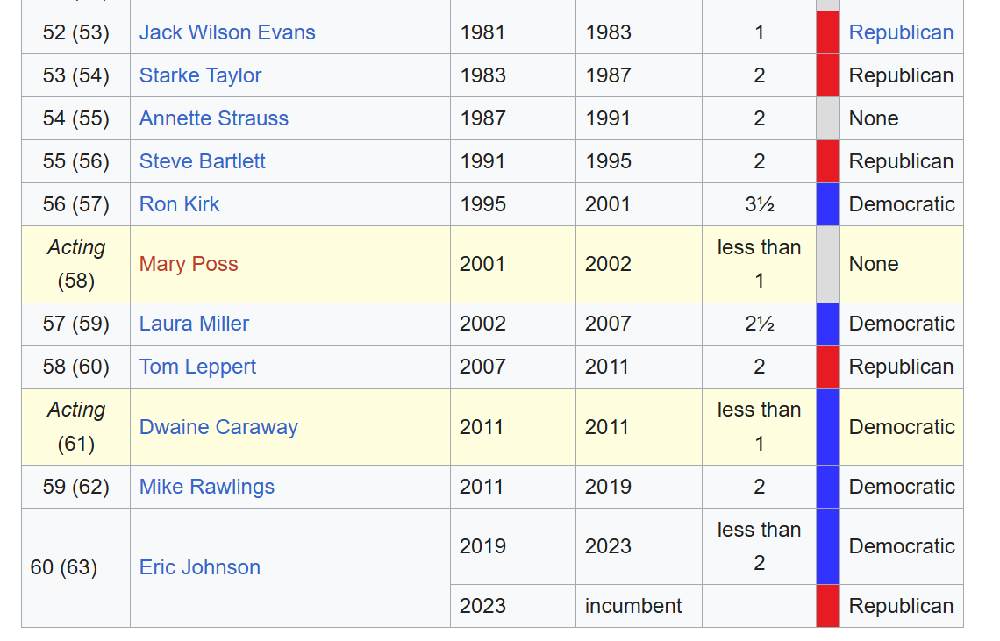 52 (53) Jack Wilson Evans 1981 1983 1 Republican
53 (54) Starke Taylor 1983 1987 2 Republican
54 (55) Annette Strauss 1987 1991 2 None
55 (56) Steve Bartlett 1991 1995 2 Republican
56 (57) Ron Kirk 1995 2001 3½ Democratic
Acting
(58)
Mary Poss 2001 2002
less than
1
None
57 (59) Laura Miller 2002 2007 2½ Democratic
58 (60) Tom Leppert 2007 2011 2 Republican
Acting
(61)
Dwaine Caraway 2011 2011
less than
1
Democratic
59 (62) Mike Rawlings 2011 2019 2 Democratic
60 (63) Eric Johnson
2019 2023
less than
2
Democratic
2023 incumbent Republican